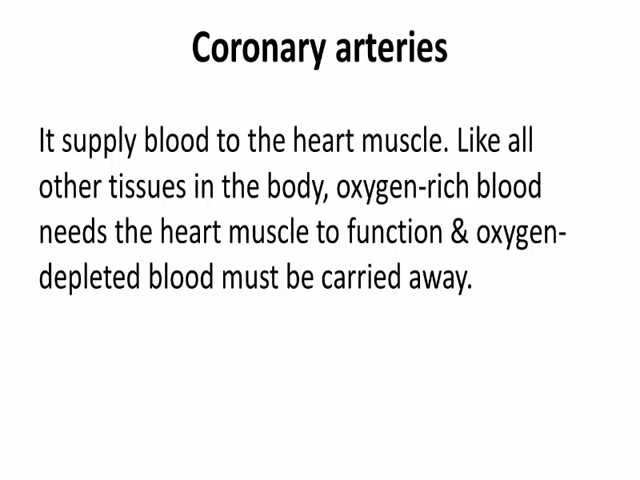 Coronary arteries
It supply blood to the heart muscle. Like all
other tissues in the body, oxygen-rich blood
needs the heart muscle to function & oxygen-
depleted blood must be carried away.